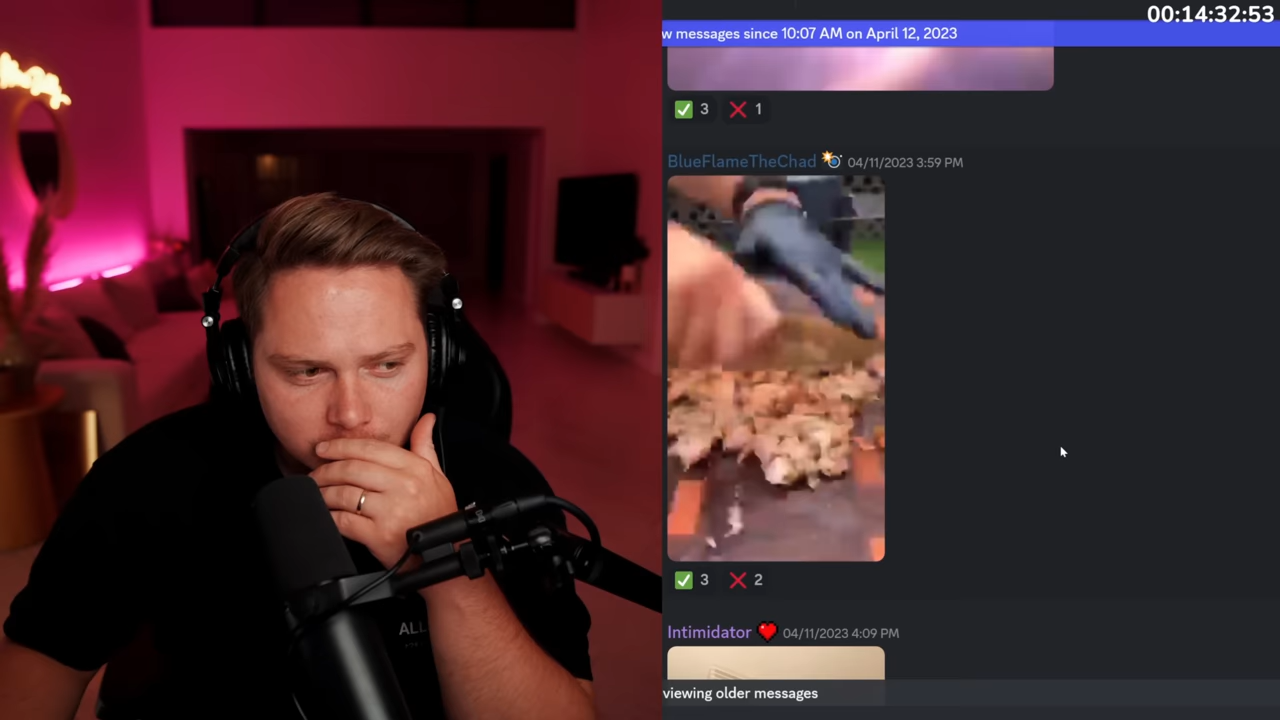 00:14:32:53
w messages since 10:07 AM on April 12, 2023
3 1
BlueFlameTheChad 04/11/2023 3:59 PM
3 2
Intimidator 04/11/2023 4:09 PM
viewing older messages
ALL